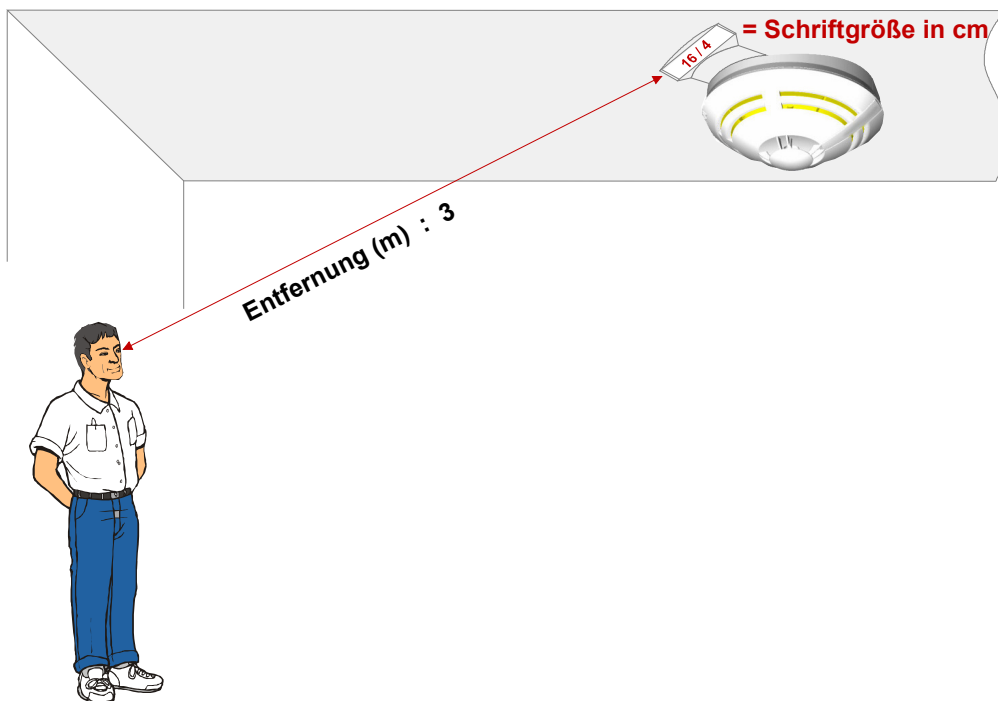 16 / 4
= Schriftgröße in cm
Entfernung (m) : 3